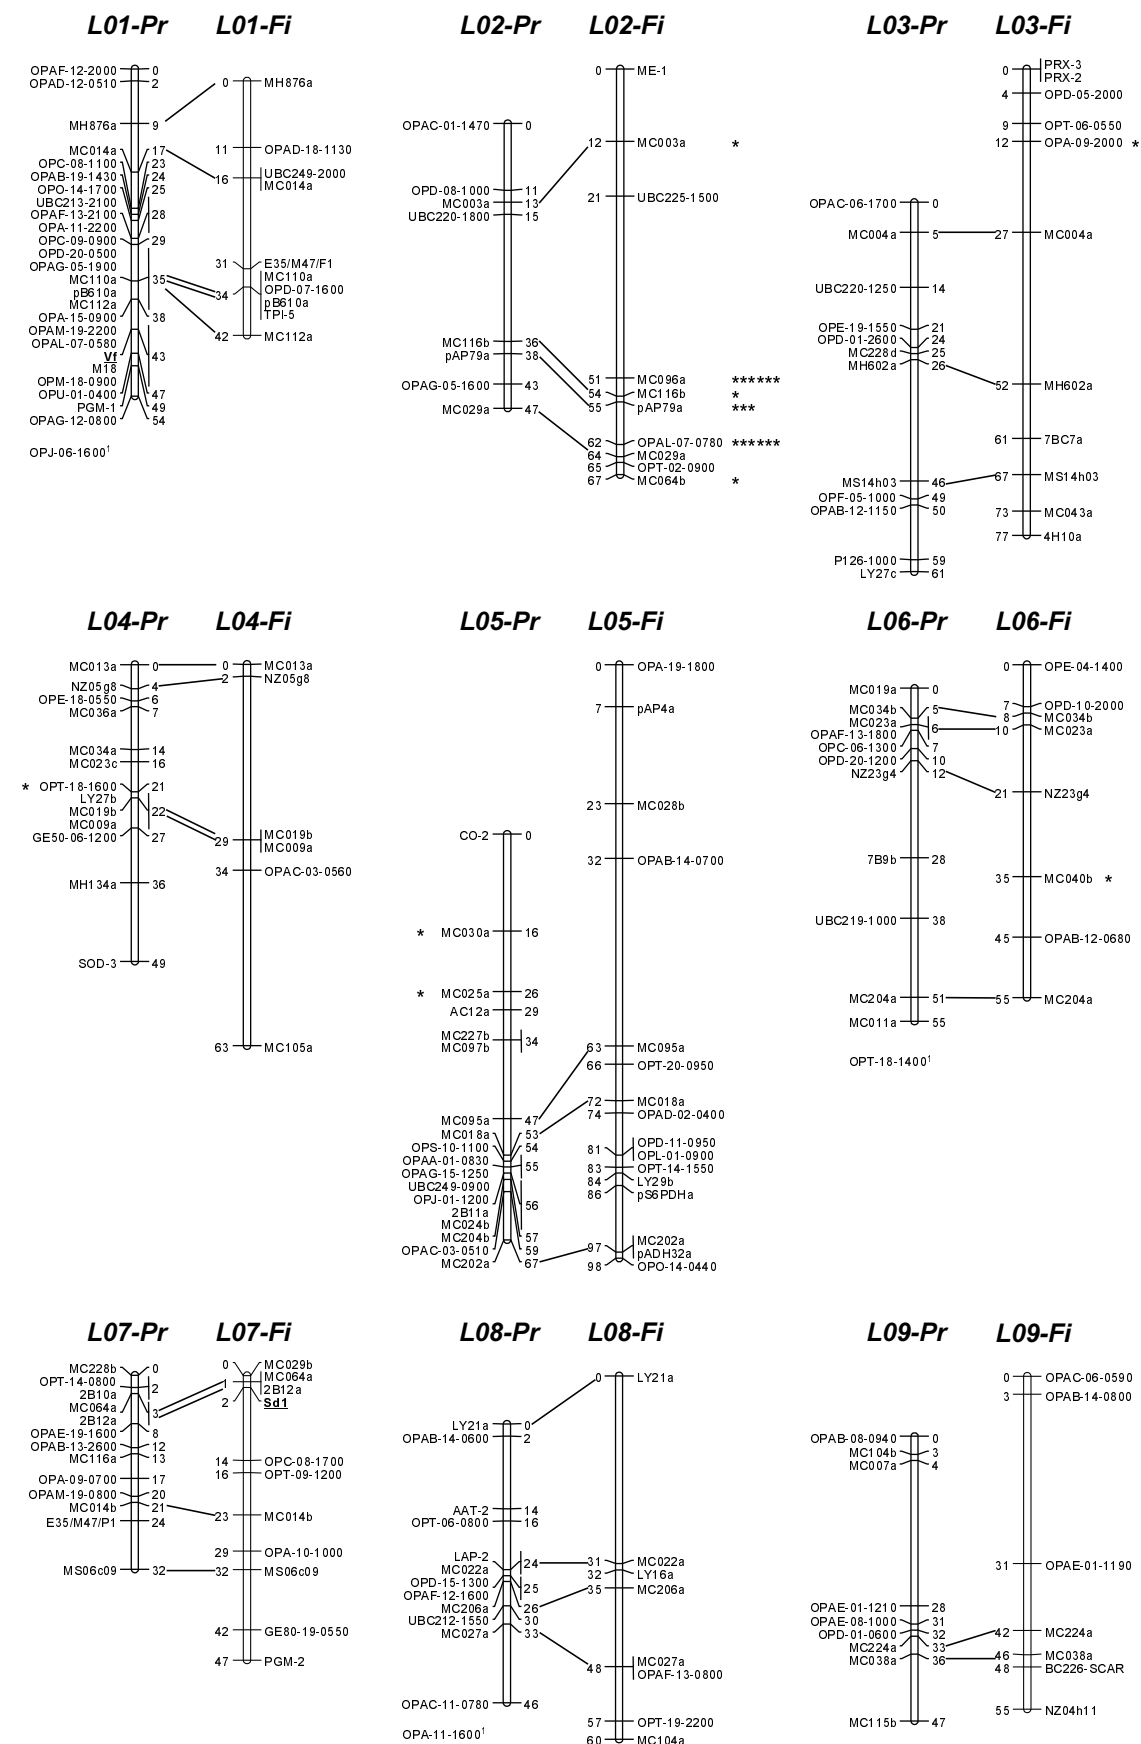 L01-Pr L01-Fi
OPAF-12-2000 0
OPAD-12-0510 2
MH876a 9
MC014a 17
OPC-08-1100 23
OPAB-19-1430 24
OPO-14-1700 25
UBC213-2100
OPAF-13-2100 28
OPA-11-2200
OPC-09-0900 29
OPD-20-0500
OPAG-05-1900
MC110a 35
pB610a
MC112a
OPA-15-0900 38
OPAM-19-2200
OPAL-07-0580
Vf 43
M18
OPM-18-0900
OPU-01-0400 47
PGM-1 49
OPAG-12-0800 54
OPJ-06-1600¹
0 MH876a
11 OPAD-18-1130
UBC249-2000
16 MC014a
31 E35/M47/F1
MC110a
34 OPD-07-1600
pB610a
TPI-5
42 MC112a
L02-Pr L02-Fi
OPAC-01-1470 0
OPD-08-1000 11
MC003a 13
UBC220-1800 15
MC116b 36
pAP79a 38
OPAG-05-1600 43
MC029a 47
0 ME-1
12 MC003a *
21 UBC225-1500
51 MC096a ******
54 MC116b *
55 pAP79a ***
62 OPAL-07-0780 ******
64 MC029a
65 OPT-02-0900
67 MC064b *
L03-Pr L03-Fi
OPAC-06-1700 0
MC004a 5
UBC220-1250 14
OPE-19-1550 21
OPD-01-2600 24
MC228d 25
MH602a 26
MS14h03 46
OPF-05-1000 49
OPAB-12-1150 50
P126-1000 59
LY27c 61
PRX-3
0 PRX-2
4 OPD-05-2000
9 OPT-06-0550
12 OPA-09-2000 *
27 MC004a
52 MH602a
61 7BC7a
67 MS14h03
73 MC043a
77 4H10a
L04-Pr L04-Fi
MC013a 0
NZ05g8 4
OPE-18-0550 6
MC036a 7
MC034a 14
MC023c 16
* OPT-18-1600 21
LY27b
MC019b 22
MC009a
GE50-06-1200 27
MH134a 36
SOD-3 49
0 MC013a
2 NZ05g8
MC019b
29 MC009a
34 OPAC-03-0560
63 MC105a
L05-Pr L05-Fi
CO-2 0
* MC030a 16
* MC025a 26
AC12a 29
MC227b 34
MC097b
MC095a 47
MC018a 53
OPS-10-1100 54
OPAA-01-0830 55
OPAG-15-1250
UBC249-0900
OPJ-01-1200 56
2B11a
MC024b
MC204b 57
OPAC-03-0510 59
MC202a 67
0 OPA-19-1800
7 pAP4a
23 MC028b
32 OPAB-14-0700
63 MC095a
66 OPT-20-0950
72 MC018a
74 OPAD-02-0400
81 OPD-11-0950
OPL-01-0900
83 OPT-14-1550
84 LY29b
86 pS6PDHa
97 MC202a
pADH32a
98 OPO-14-0440
L06-Pr L06-Fi
MC019a 0
MC034b 5
MC023a 6
OPAF-13-1800
OPC-06-1300 7
OPD-20-1200 10
NZ23g4 12
7B9b 28
UBC219-1000 38
MC204a 51
MC011a 55
OPT-18-1400¹
0 OPE-04-1400
7 OPD-10-2000
8 MC034b
10 MC023a
21 NZ23g4
35 MC040b *
45 OPAB-12-0680
55 MC204a
L07-Pr L07-Fi
MC228b 0
OPT-14-0800 2
2B10a
MC064a 3
2B12a
OPAE-19-1600 8
OPAB-13-2600 12
MC116a 13
OPA-09-0700 17
OPAM-19-0800 20
MC014b 21
E35/M47/P1 24
MS06c09 32
0 MC029b
1 MC064a
2B12a
2 Sd1
14 OPC-08-1700
16 OPT-09-1200
23 MC014b
29 OPA-10-1000
32 MS06c09
42 GE80-19-0550
47 PGM-2
L08-Pr L08-Fi
LY21a 0
OPAB-14-0600 2
AAT-2 14
OPT-06-0800 16
LAP-2 24
MC022a
OPD-15-1300 25
OPAF-12-1600
MC206a 26
UBC212-1550 30
MC027a 33
OPAC-11-0780 46
OPA-11-1600¹
0 LY21a
31 MC022a
32 LY16a
35 MC206a
48 MC027a
OPAF-13-0800
57 OPT-19-2200
60 MC104a
L09-Pr L09-Fi
OPAB-08-0940 0
MC104b 3
MC007a 4
OPAE-01-1210 28
OPAE-08-1000 31
OPD-01-0600 32
MC224a 33
MC038a 36
MC115b 47
0 OPAC-06-0590
3 OPAB-14-0800
31 OPAE-01-1190
42 MC224a
46 MC038a
48 BC226-SCAR
55 NZ04h11